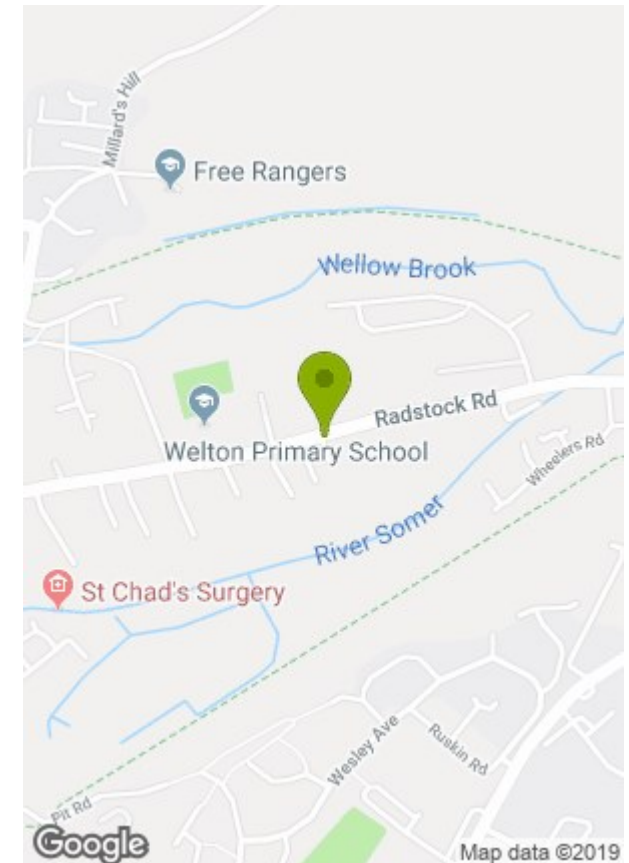 Millard's Hill
Free Rangers
Wellow Brook
Radstock Rd
Welton Primary School
Wheelers Rd
River Somer
St Chad's Surgery
Wesley Ave
Ruskin Rd
Pit Rd
Google
Map data ©2019